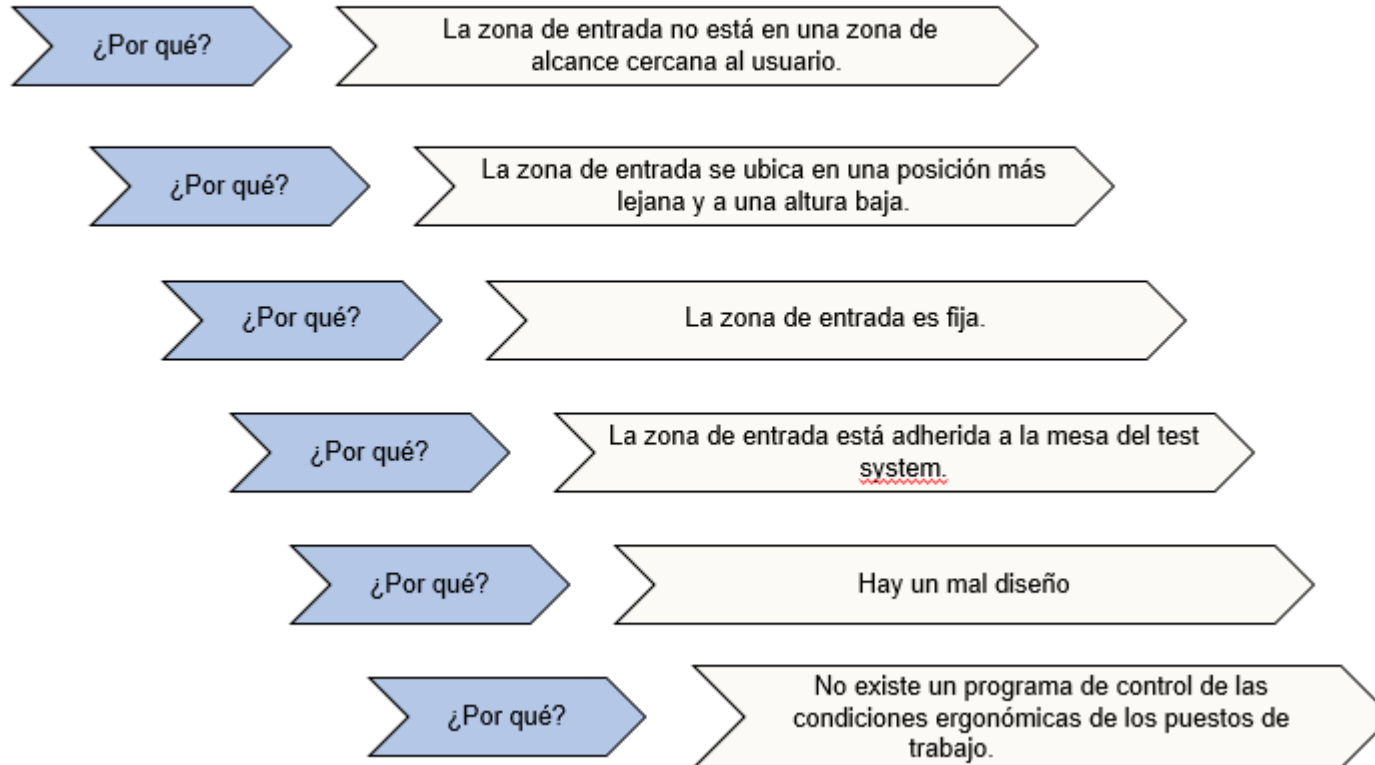 ¿Por qué?
La zona de entrada no está en una zona de
alcance cercana al usuario.
¿Por qué?
La zona de entrada se ubica en una posición más
lejana y a una altura baja.
¿Por qué?
La zona de entrada es fija.
¿Por qué?
La zona de entrada está adherida a la mesa del test
system.
¿Por qué?
Hay un mal diseño
¿Por qué?
No existe un programa de control de las
condiciones ergonómicas de los puestos de
trabajo.